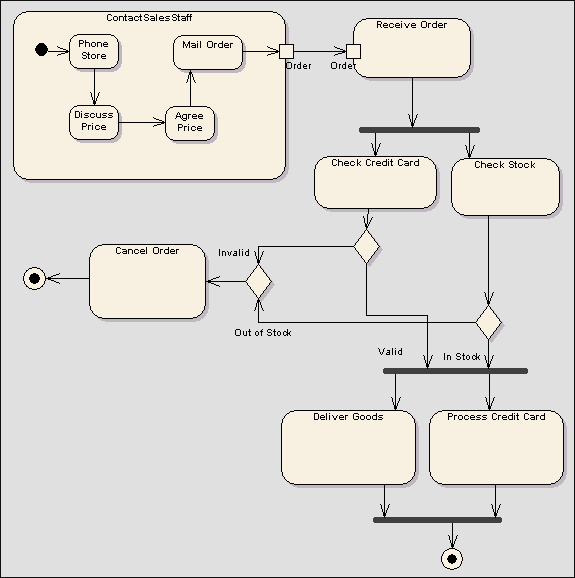 ContactSalesStaff
Phone
Store
Mail Order
Discuss
Price
Agree
Price
Order
Order
Receive Order
Check Credit Card
Check Stock
Cancel Order
Invalid
Out of Stock
Valid
In Stock
Deliver Goods
Process Credit Card